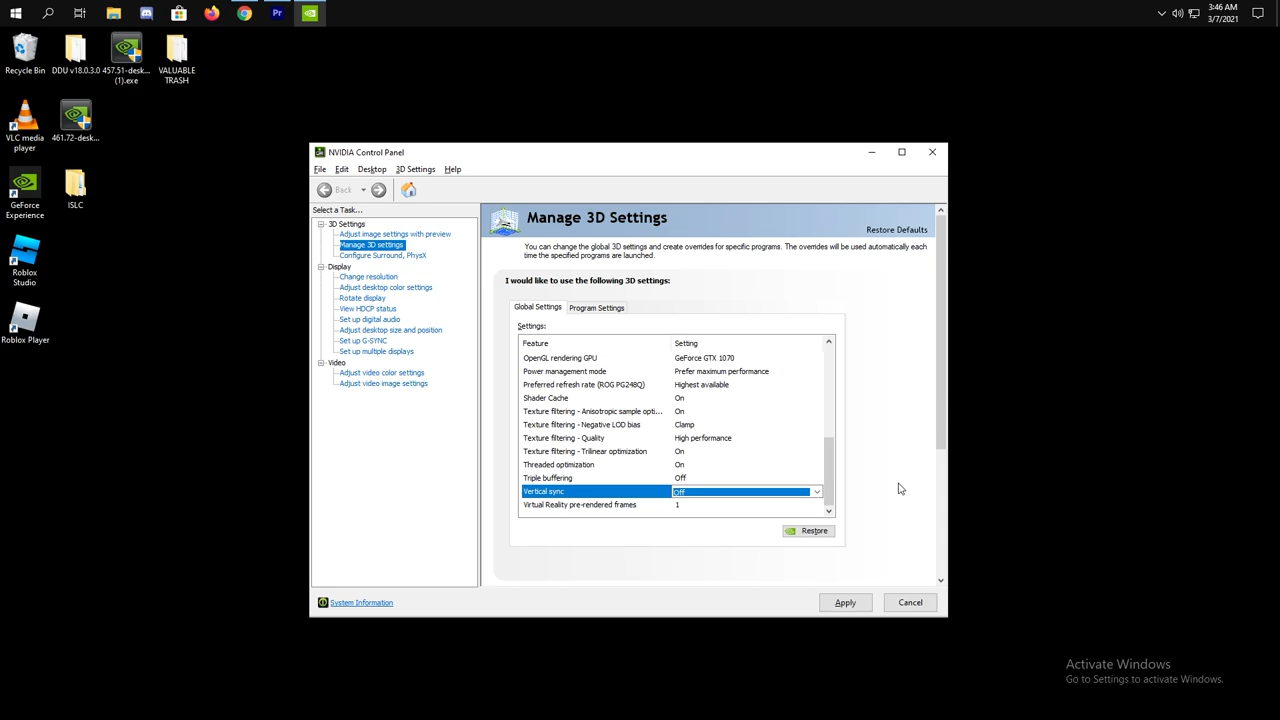 Pr
3:46 AM
3/7/2021
Recycle Bin
DDU v18.0.3.0
457.51-desk...
(1).exe
VALUABLE
TRASH
VLC media
player
461.72-desk...
GeForce
Experience
ISLC
Roblox
Studio
Roblox Player
NVIDIA Control Panel
File Edit Desktop 3D Settings Help
Back
Select a Task...
3D Settings
Adjust image settings with preview
Manage 3D settings
Configure Surround, PhysX
Display
Change resolution
Adjust desktop color settings
Rotate display
View HDCP status
Set up digital audio
Adjust desktop size and position
Set up G-SYNC
Set up multiple displays
Video
Adjust video color settings
Adjust video image settings
System Information
Manage 3D Settings
Restore Defaults
You can change the global 3D settings and create overrides for specific programs. The overrides will be used automatically each
time the specified programs are launched.
I would like to use the following 3D settings:
Global Settings Program Settings
Settings:
Feature Setting
OpenGL rendering GPU GeForce GTX 1070
Power management mode Prefer maximum performance
Preferred refresh rate (ROG PG248Q) Highest available
Shader Cache On
Texture filtering - Anisotropic sample opti... On
Texture filtering - Negative LOD bias Clamp
Texture filtering - Quality High performance
Texture filtering - Trilinear optimization On
Threaded optimization On
Triple buffering Off
Vertical sync Off
Virtual Reality pre-rendered frames 1
Restore
Apply Cancel
Activate Windows
Go to Settings to activate Windows.